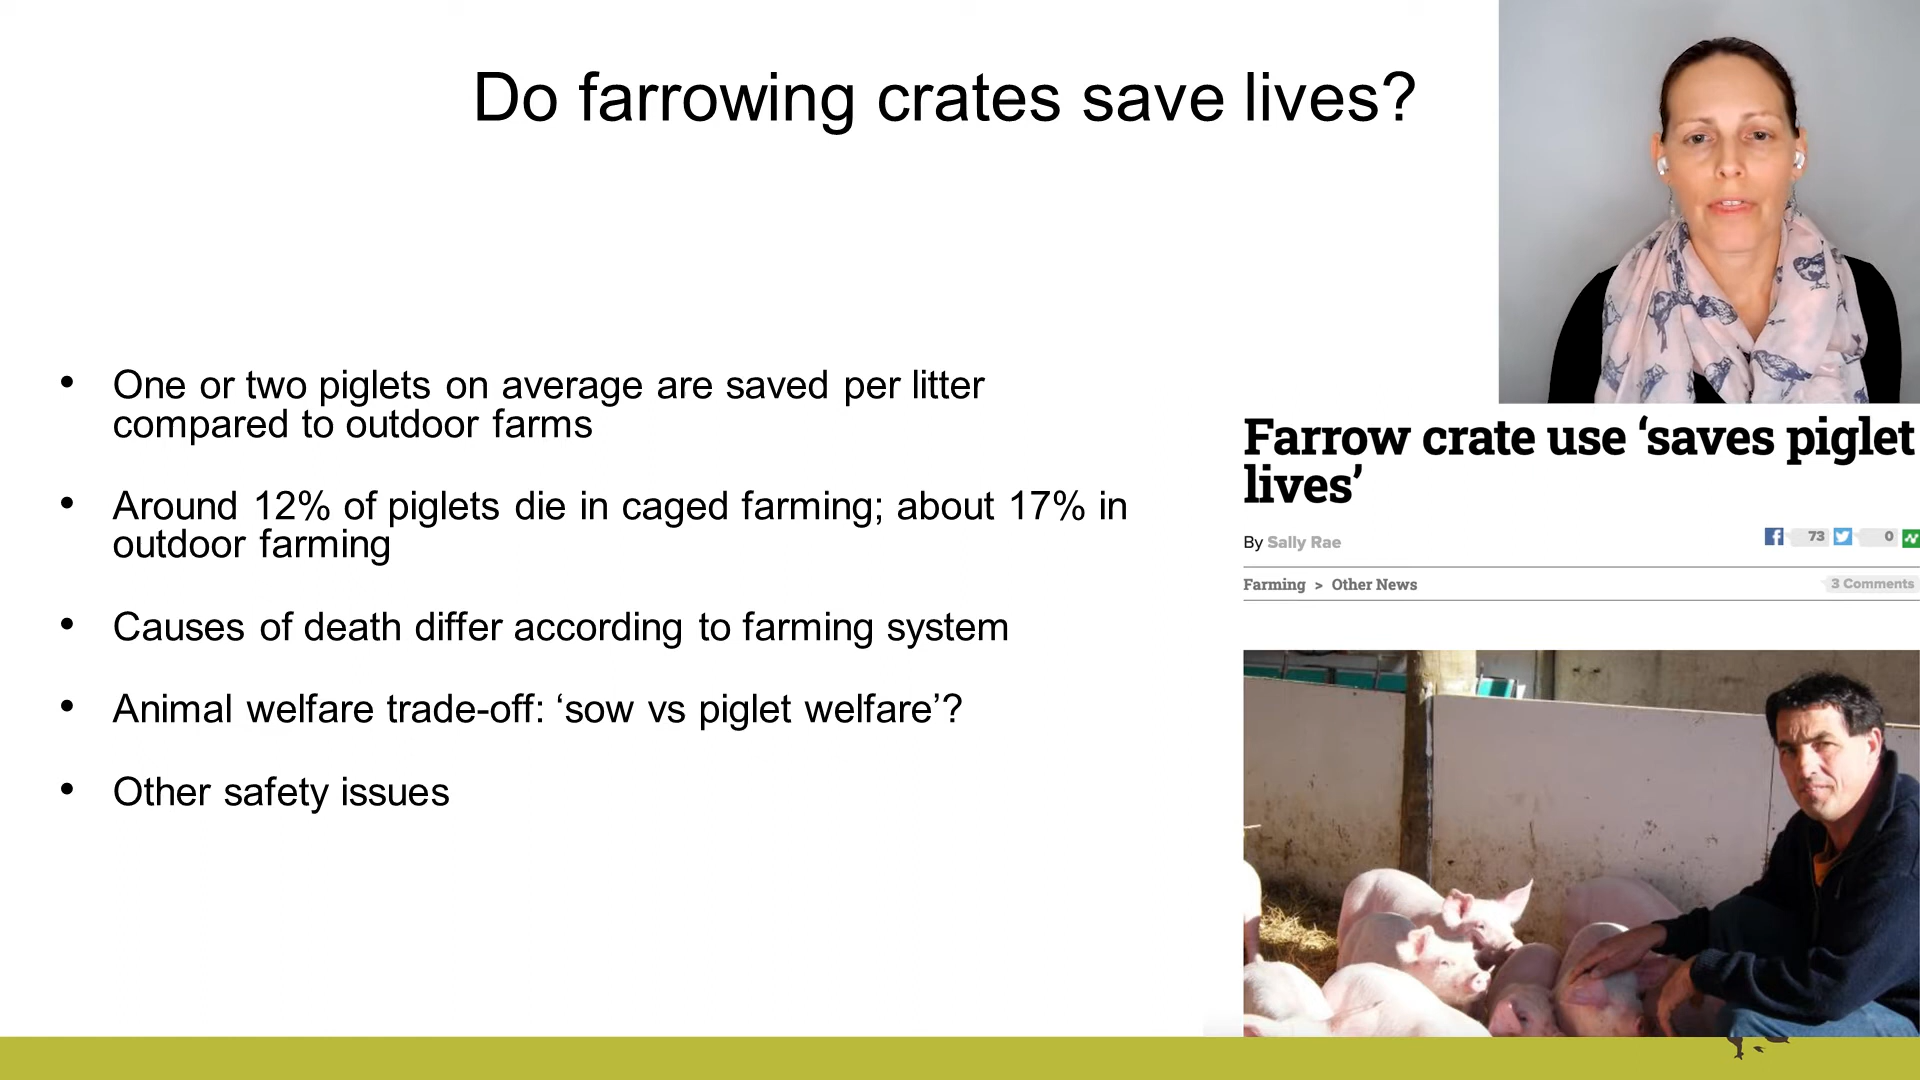 Do farrowing crates save lives?
• One or two piglets on average are saved per litter
compared to outdoor farms
• Around 12% of piglets die in caged farming; about 17% in
outdoor farming
• Causes of death differ according to farming system
• Animal welfare trade-off: ‘sow vs piglet welfare’?
• Other safety issues
Farrow crate use ‘saves piglet
lives’
By Sally Rae
73 0
Farming > Other News
3 Comments